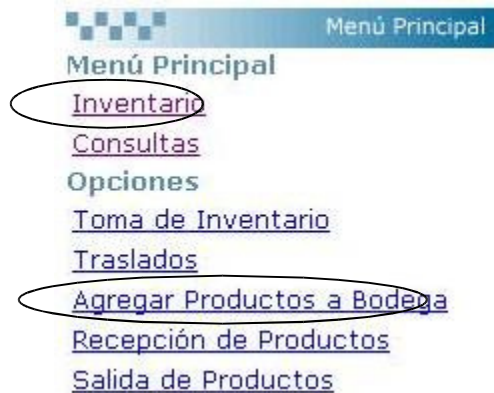 Menú Principal
Menú Principal
Inventario
Consultas
Opciones
Toma de Inventario
Traslados
Agregar Productos a Bodega
Recepción de Productos
Salida de Productos